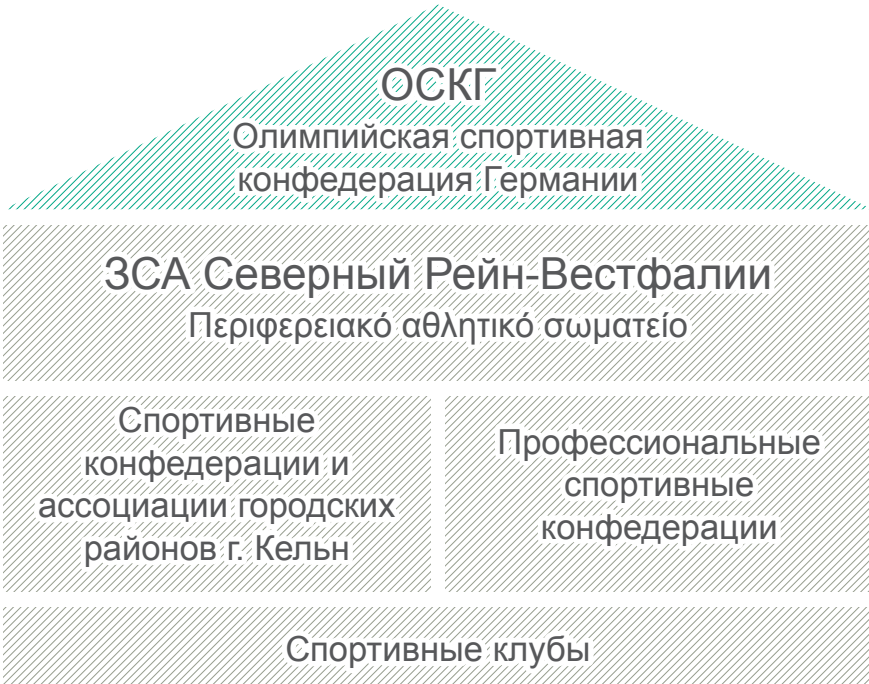 ОСКГ
Олимпийская спортивная
конфедерация Германии
ЗСА Северный Рейн-Вестфалии
Περιφερειακό αθλητικό σωματείο
Спортивные
конфедерации и
ассоциации городских
районов г. Кельн
Профессиональные
спортивные
конфедерации
Спортивные клубы